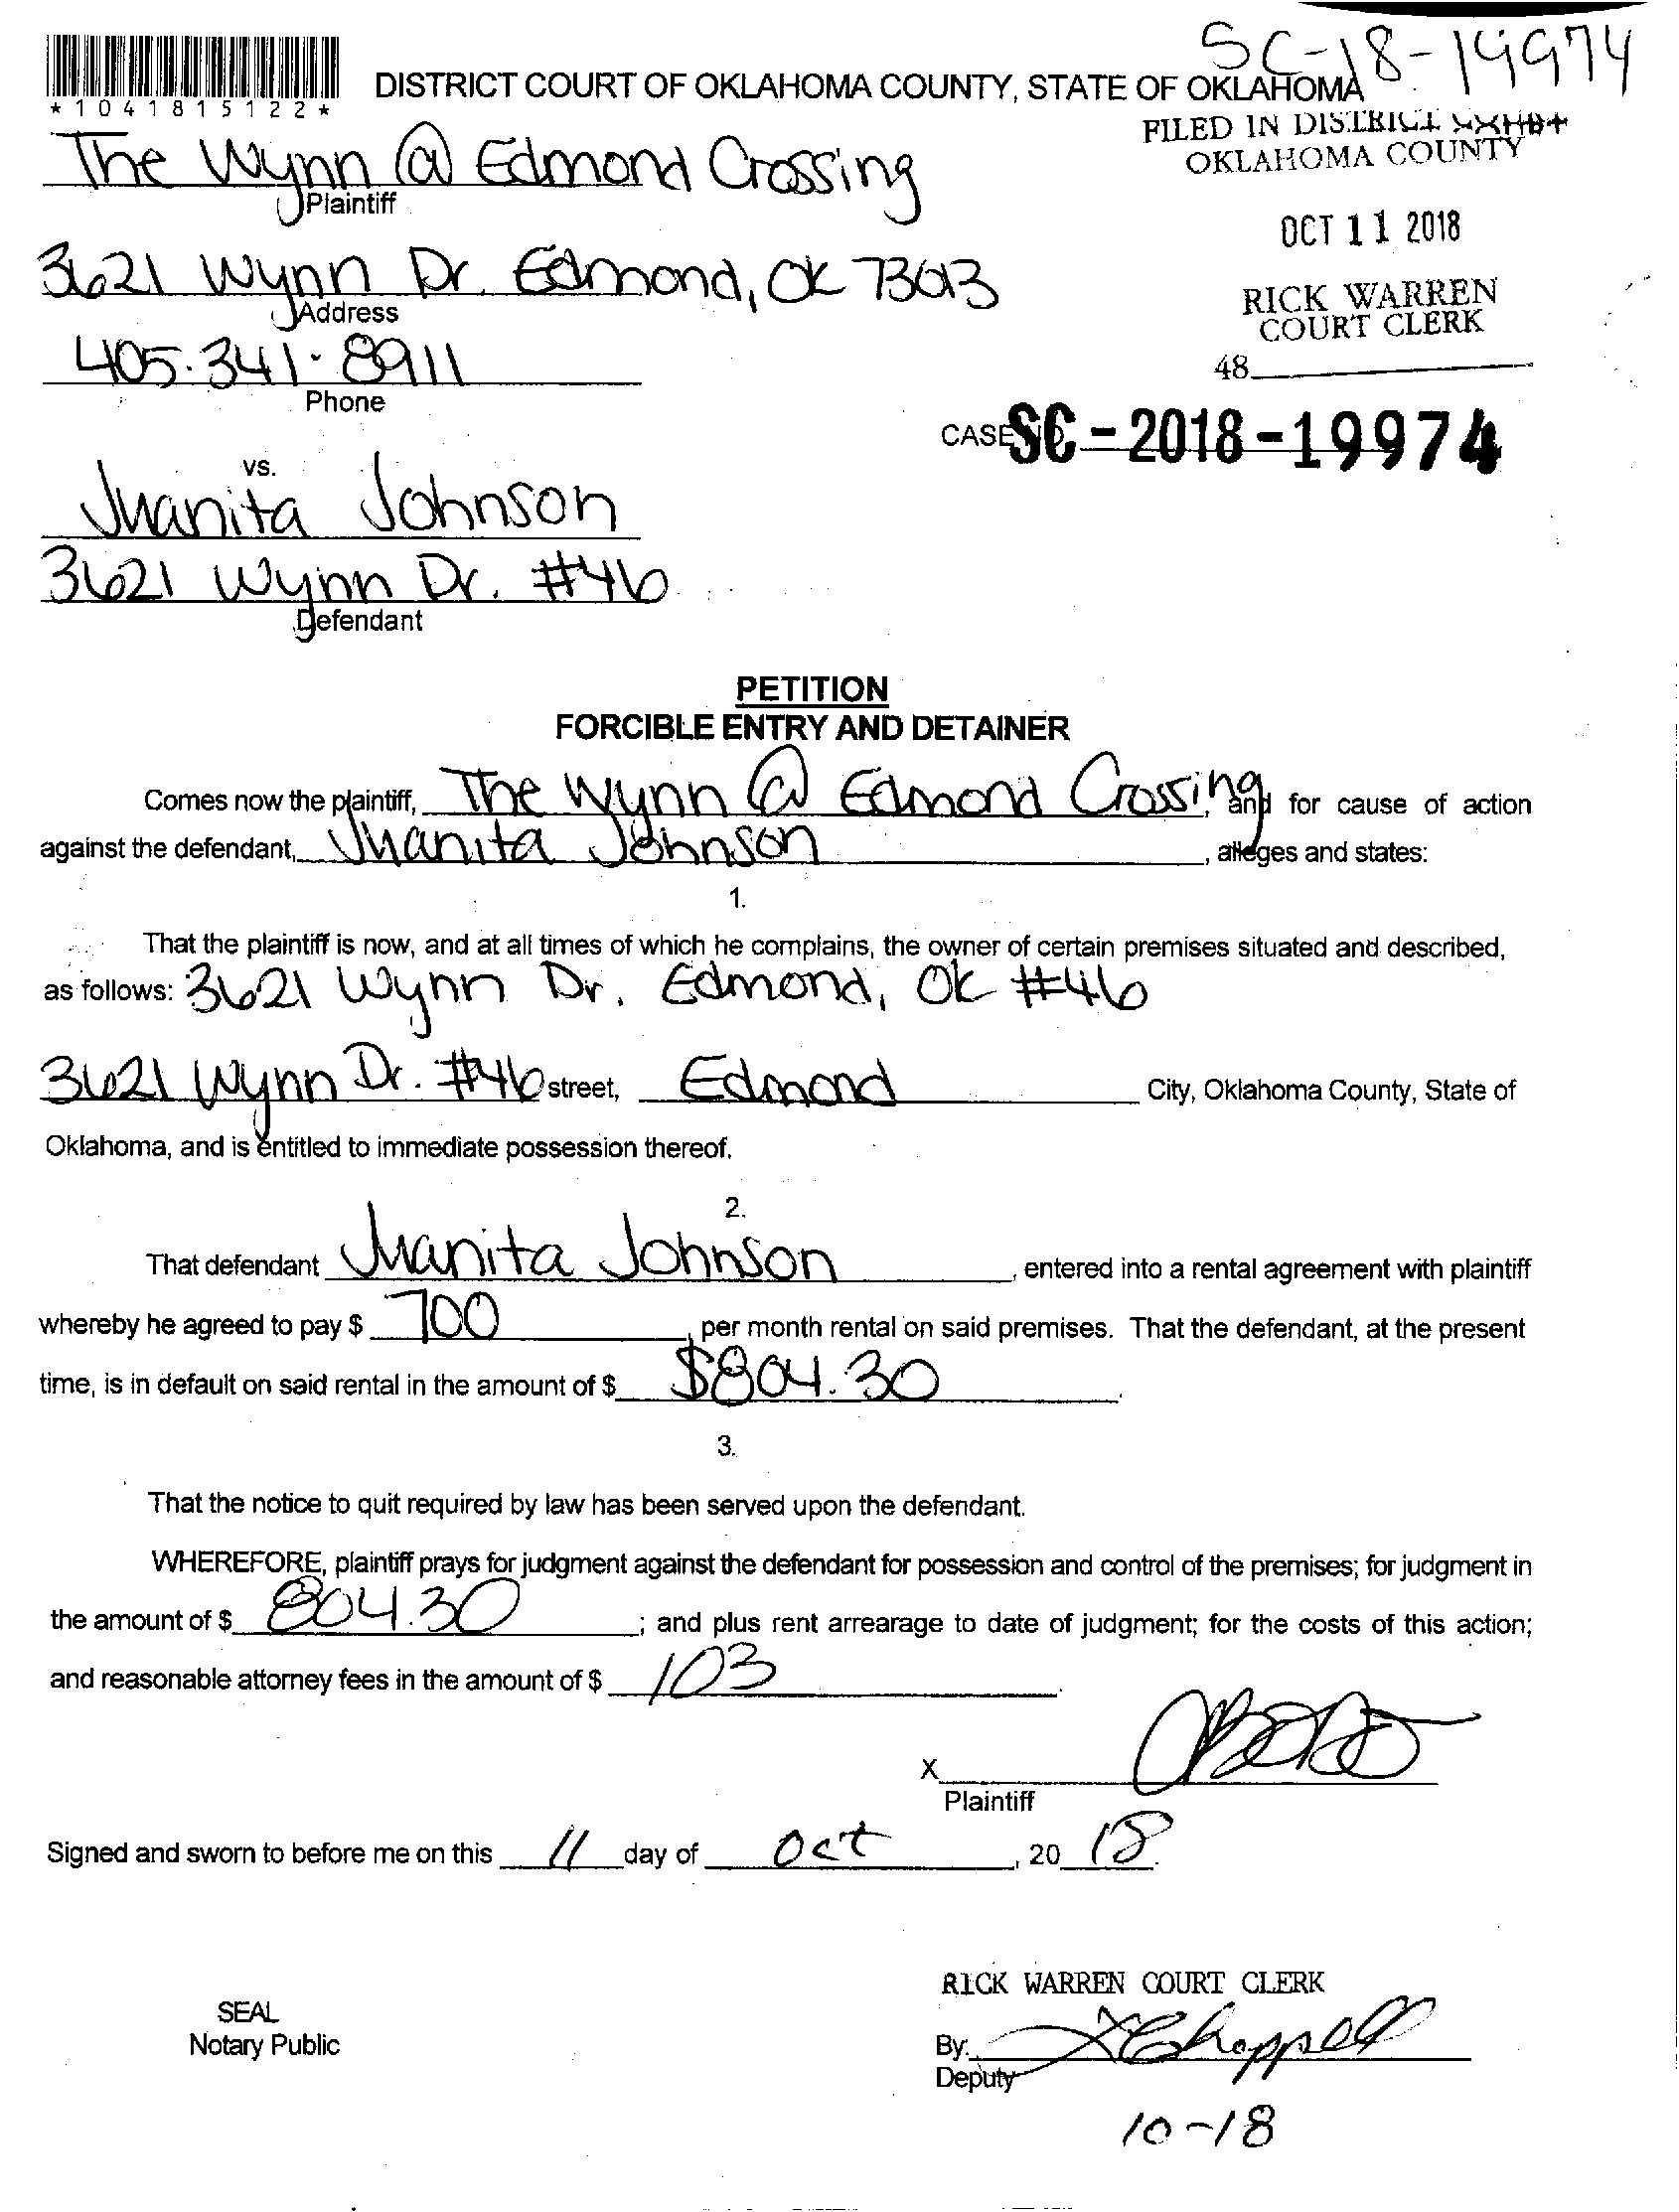 SC-18-19974
*1041815122*
DISTRICT COURT OF OKLAHOMA COUNTY, STATE OF OKLAHOMA
FILED IN DISTRICT
OKLAHOMA COUNTY
The Wynn @ Edmond Crossing
Plaintiff
OCT 11 2018
3621 Wynn Dr. Edmond, OK 73013
Address
RICK WARREN
COURT CLERK
405.341.8911
Phone
48
CASE NO. SC-2018-19974
vs.
Juanita Johnson
3621 Wynn Dr. #46
Defendant
PETITION
FORCIBLE ENTRY AND DETAINER
Comes now the plaintiff, The Wynn @ Edmond Crossing, and for cause of action
against the defendant, Juanita Johnson, alleges and states:
1.
That the plaintiff is now, and at all times of which he complains, the owner of certain premises situated and described,
as follows: 3621 Wynn Dr. Edmond, OK #46
3621 Wynn Dr. #46 street, Edmond City, Oklahoma County, State of
Oklahoma, and is entitled to immediate possession thereof.
2.
That defendant Juanita Johnson, entered into a rental agreement with plaintiff
whereby he agreed to pay $ 700, per month rental on said premises. That the defendant, at the present
time, is in default on said rental in the amount of $ $804.30.
3.
That the notice to quit required by law has been served upon the defendant.
WHEREFORE, plaintiff prays for judgment against the defendant for possession and control of the premises; for judgment in
the amount of $ 804.30; and plus rent arrearage to date of judgment; for the costs of this action;
and reasonable attorney fees in the amount of $ 103.
X
Plaintiff
Signed and sworn to before me on this 11 day of Oct, 20 18.
RICK WARREN COURT CLERK
SEAL
Notary Public
By: Chappell
Deputy
10-18